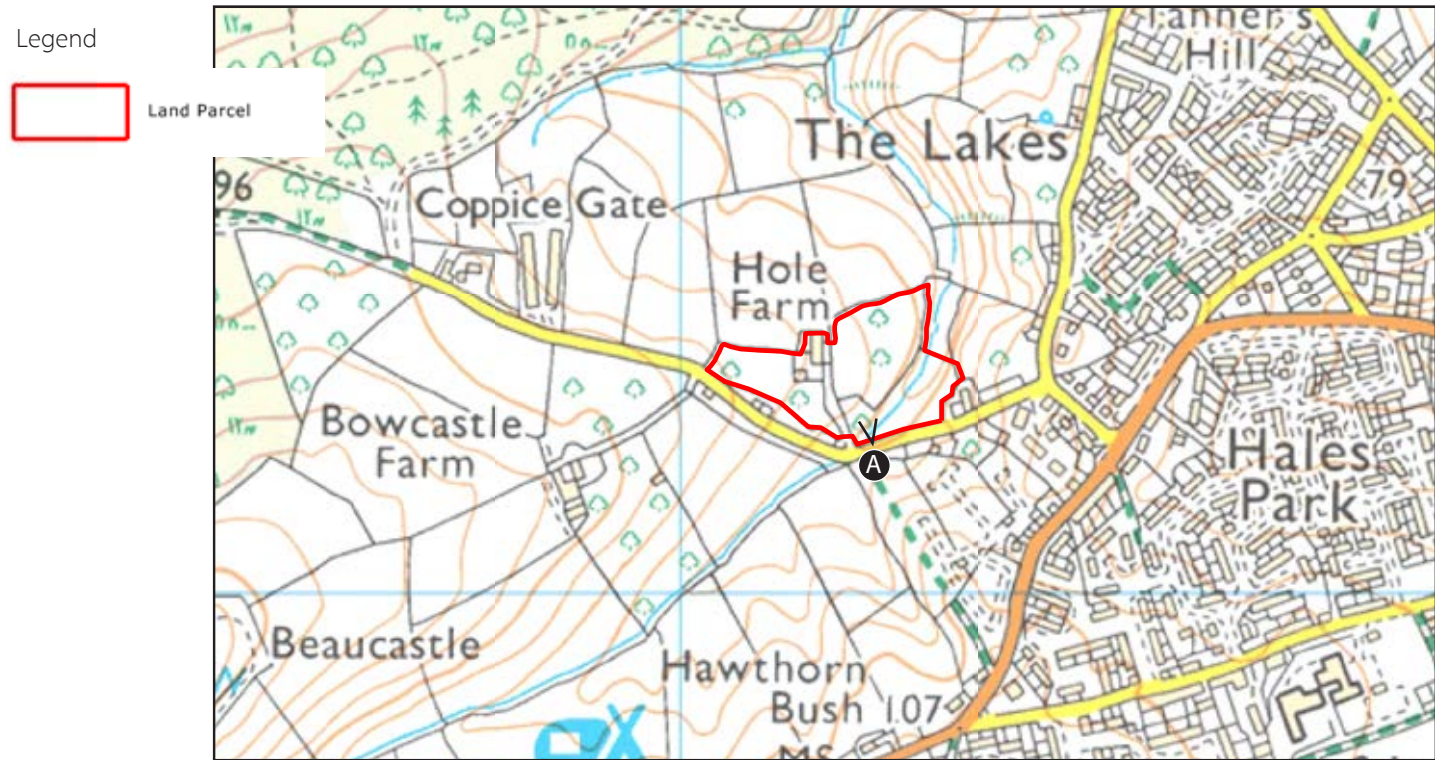 Legend
Land Parcel
Tanner's
Hill
The Lakes
96
Coppice Gate
79
Hole
Farm
Bowcastle
Farm
A
Hales
Park
Beaucastle
Hawthorn
Bush
107
MS